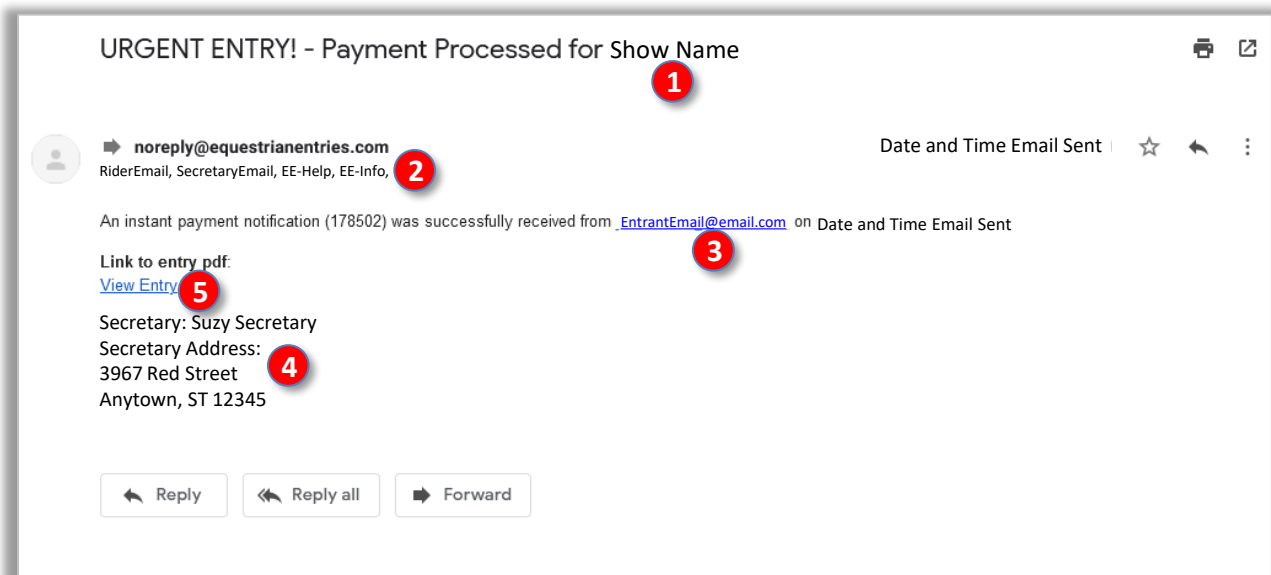 URGENT ENTRY! - Payment Processed for Show Name
1
noreply@equestrianentries.com
Date and Time Email Sent
RiderEmail, SecretaryEmail, EE-Help, EE-Info,
2
An instant payment notification (178502) was successfully received from EntrantEmail@email.com on Date and Time Email Sent
3
Link to entry pdf:
View Entry
5
Secretary: Suzy Secretary
Secretary Address:
4
3967 Red Street
Anytown, ST 12345
Reply
Reply all
Forward